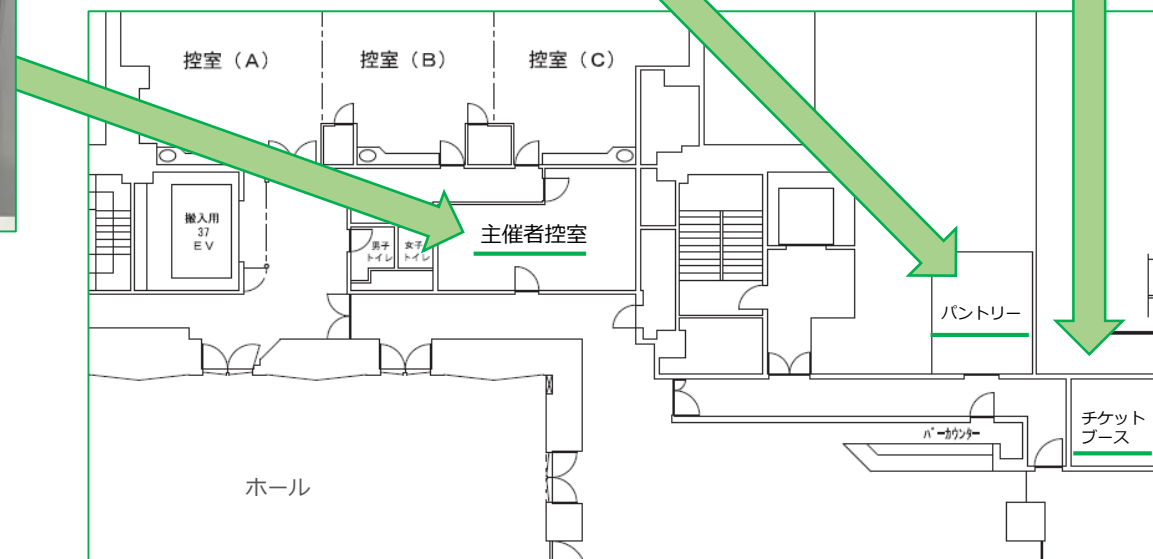 控室（A）
控室（B）
控室（C）
搬入用
37
EV
男子
トイレ
女子
トイレ
主催者控室
パントリー
チケット
ブース
バーカウンター
ホール